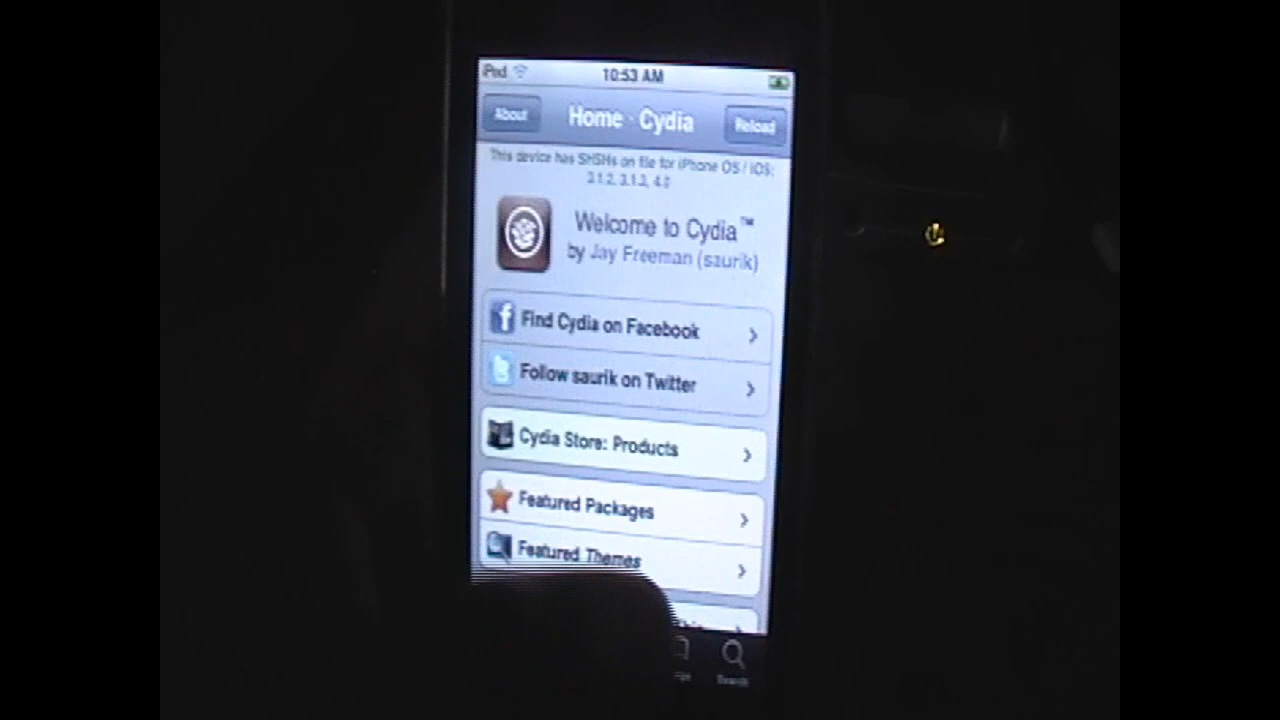 iPod 10:53 AM
About Home · Cydia Reload
This device has SHSHs on file for iPhone OS / iOS:
3.1.2, 3.1.3, 4.0
Welcome to Cydia™
by Jay Freeman (saurik)
Find Cydia on Facebook
Follow saurik on Twitter
Cydia Store: Products
Featured Packages
Featured Themes
Search